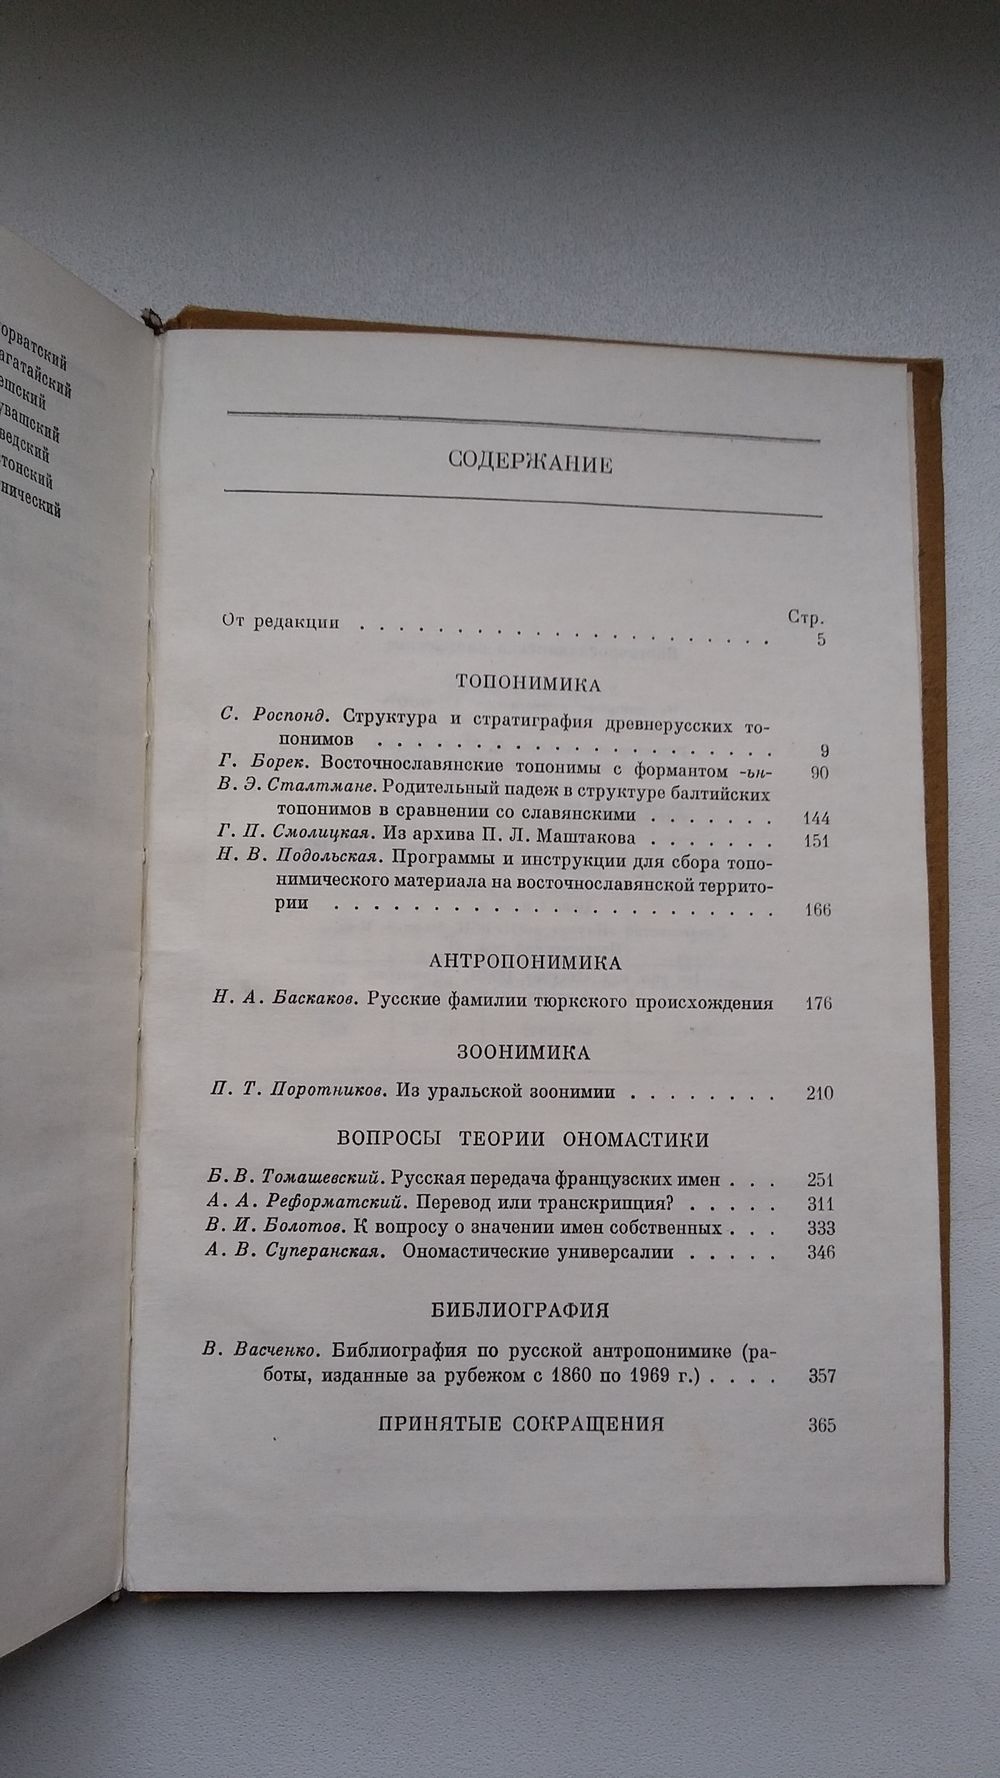 СОДЕРЖАНИЕ
Стр.
От редакции . . . . . . . . . . . . . . . . . . . . . . 5
ТОПОНИМИКА
С. Роспонд. Структура и стратиграфия древнерусских то-
понимов . . . . . . . . . . . . . . . . . . . . 9
Г. Борек. Восточнославянские топонимы с формантом -ьн- 90
В. Э. Сталтмане. Родительный падеж в структуре балтийских
топонимов в сравнении со славянскими . . . . . . . 144
Г. П. Смолицкая. Из архива П. Л. Маштакова . . . . . . . 151
Н. В. Подольская. Программы и инструкции для сбора топо-
нимического материала на восточнославянской террито-
рии . . . . . . . . . . . . . . . . . . . . . . 166
АНТРОПОНИМИКА
Н. А. Баскаков. Русские фамилии тюркского происхождения 176
ЗООНИМИКА
П. Т. Поротников. Из уральской зоонимии . . . . . . . . 210
ВОПРОСЫ ТЕОРИИ ОНОМАСТИКИ
Б. В. Томашевский. Русская передача французских имен . . . 251
А. А. Реформатский. Перевод или транскрипция? . . . . . 311
В. И. Болотов. К вопросу о значении имен собственных . . . 333
А. В. Суперанская. Ономастические универсалии . . . . . 346
БИБЛИОГРАФИЯ
В. Васченко. Библиография по русской антропонимике (ра-
боты, изданные за рубежом с 1860 по 1969 г.) . . . . 357
ПРИНЯТЫЕ СОКРАЩЕНИЯ 365